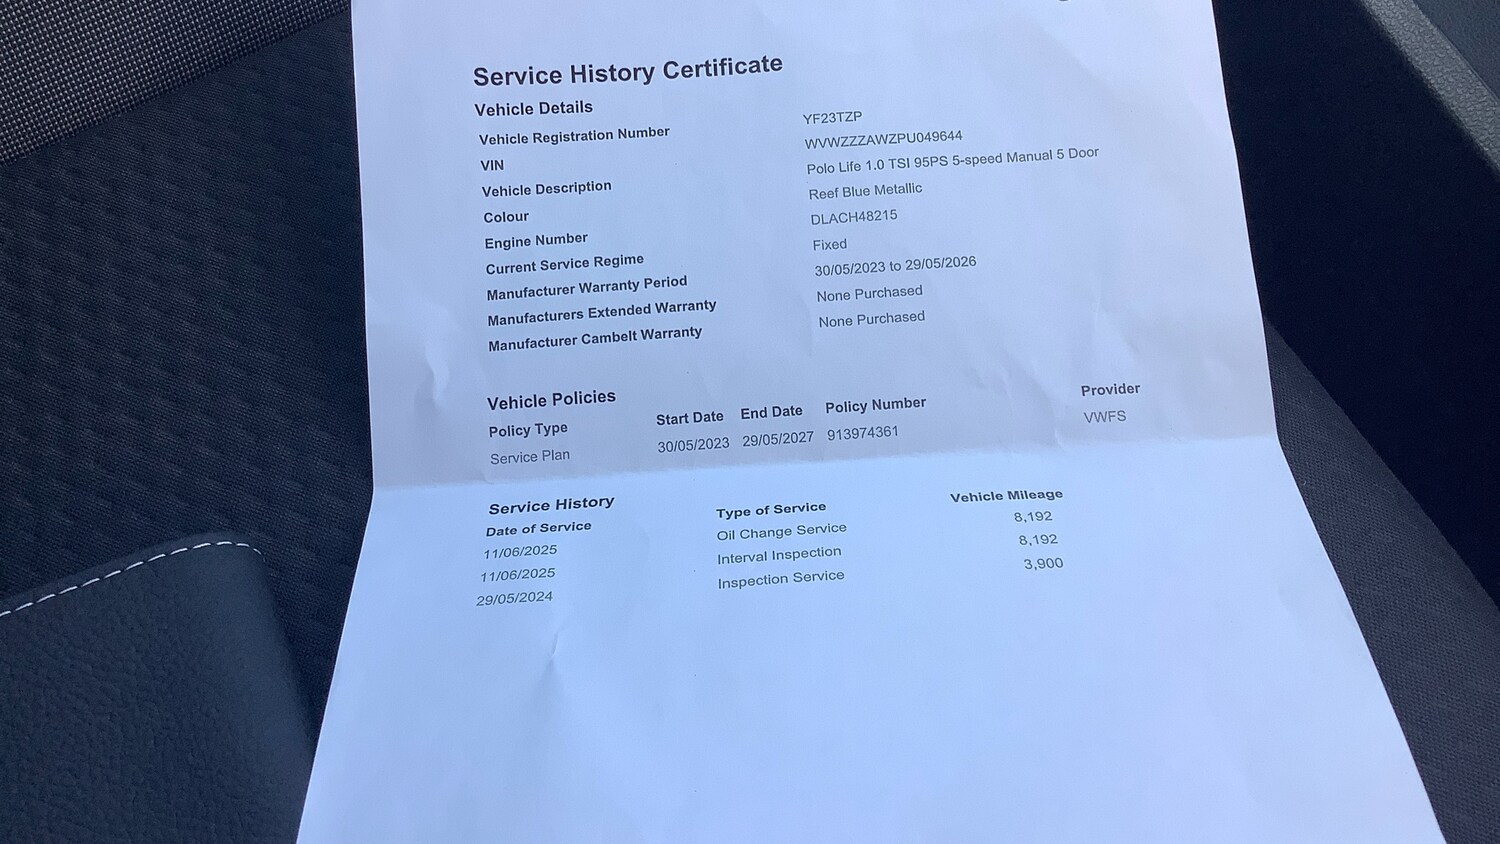 Service History Certificate
Vehicle Details
Vehicle Registration Number YF23TZP
VIN WVWZZZAWZPU049644
Vehicle Description Polo Life 1.0 TSI 95PS 5-speed Manual 5 Door
Colour Reef Blue Metallic
Engine Number DLACH48215
Current Service Regime Fixed
Manufacturer Warranty Period 30/05/2023 to 29/05/2026
Manufacturers Extended Warranty None Purchased
Manufacturer Cambelt Warranty None Purchased
Vehicle Policies
Policy Type Start Date End Date Policy Number Provider
Service Plan 30/05/2023 29/05/2027 913974361 VWFS
Service History
Date of Service Type of Service Vehicle Mileage
11/06/2025 Oil Change Service 8,192
11/06/2025 Interval Inspection 8,192
29/05/2024 Inspection Service 3,900